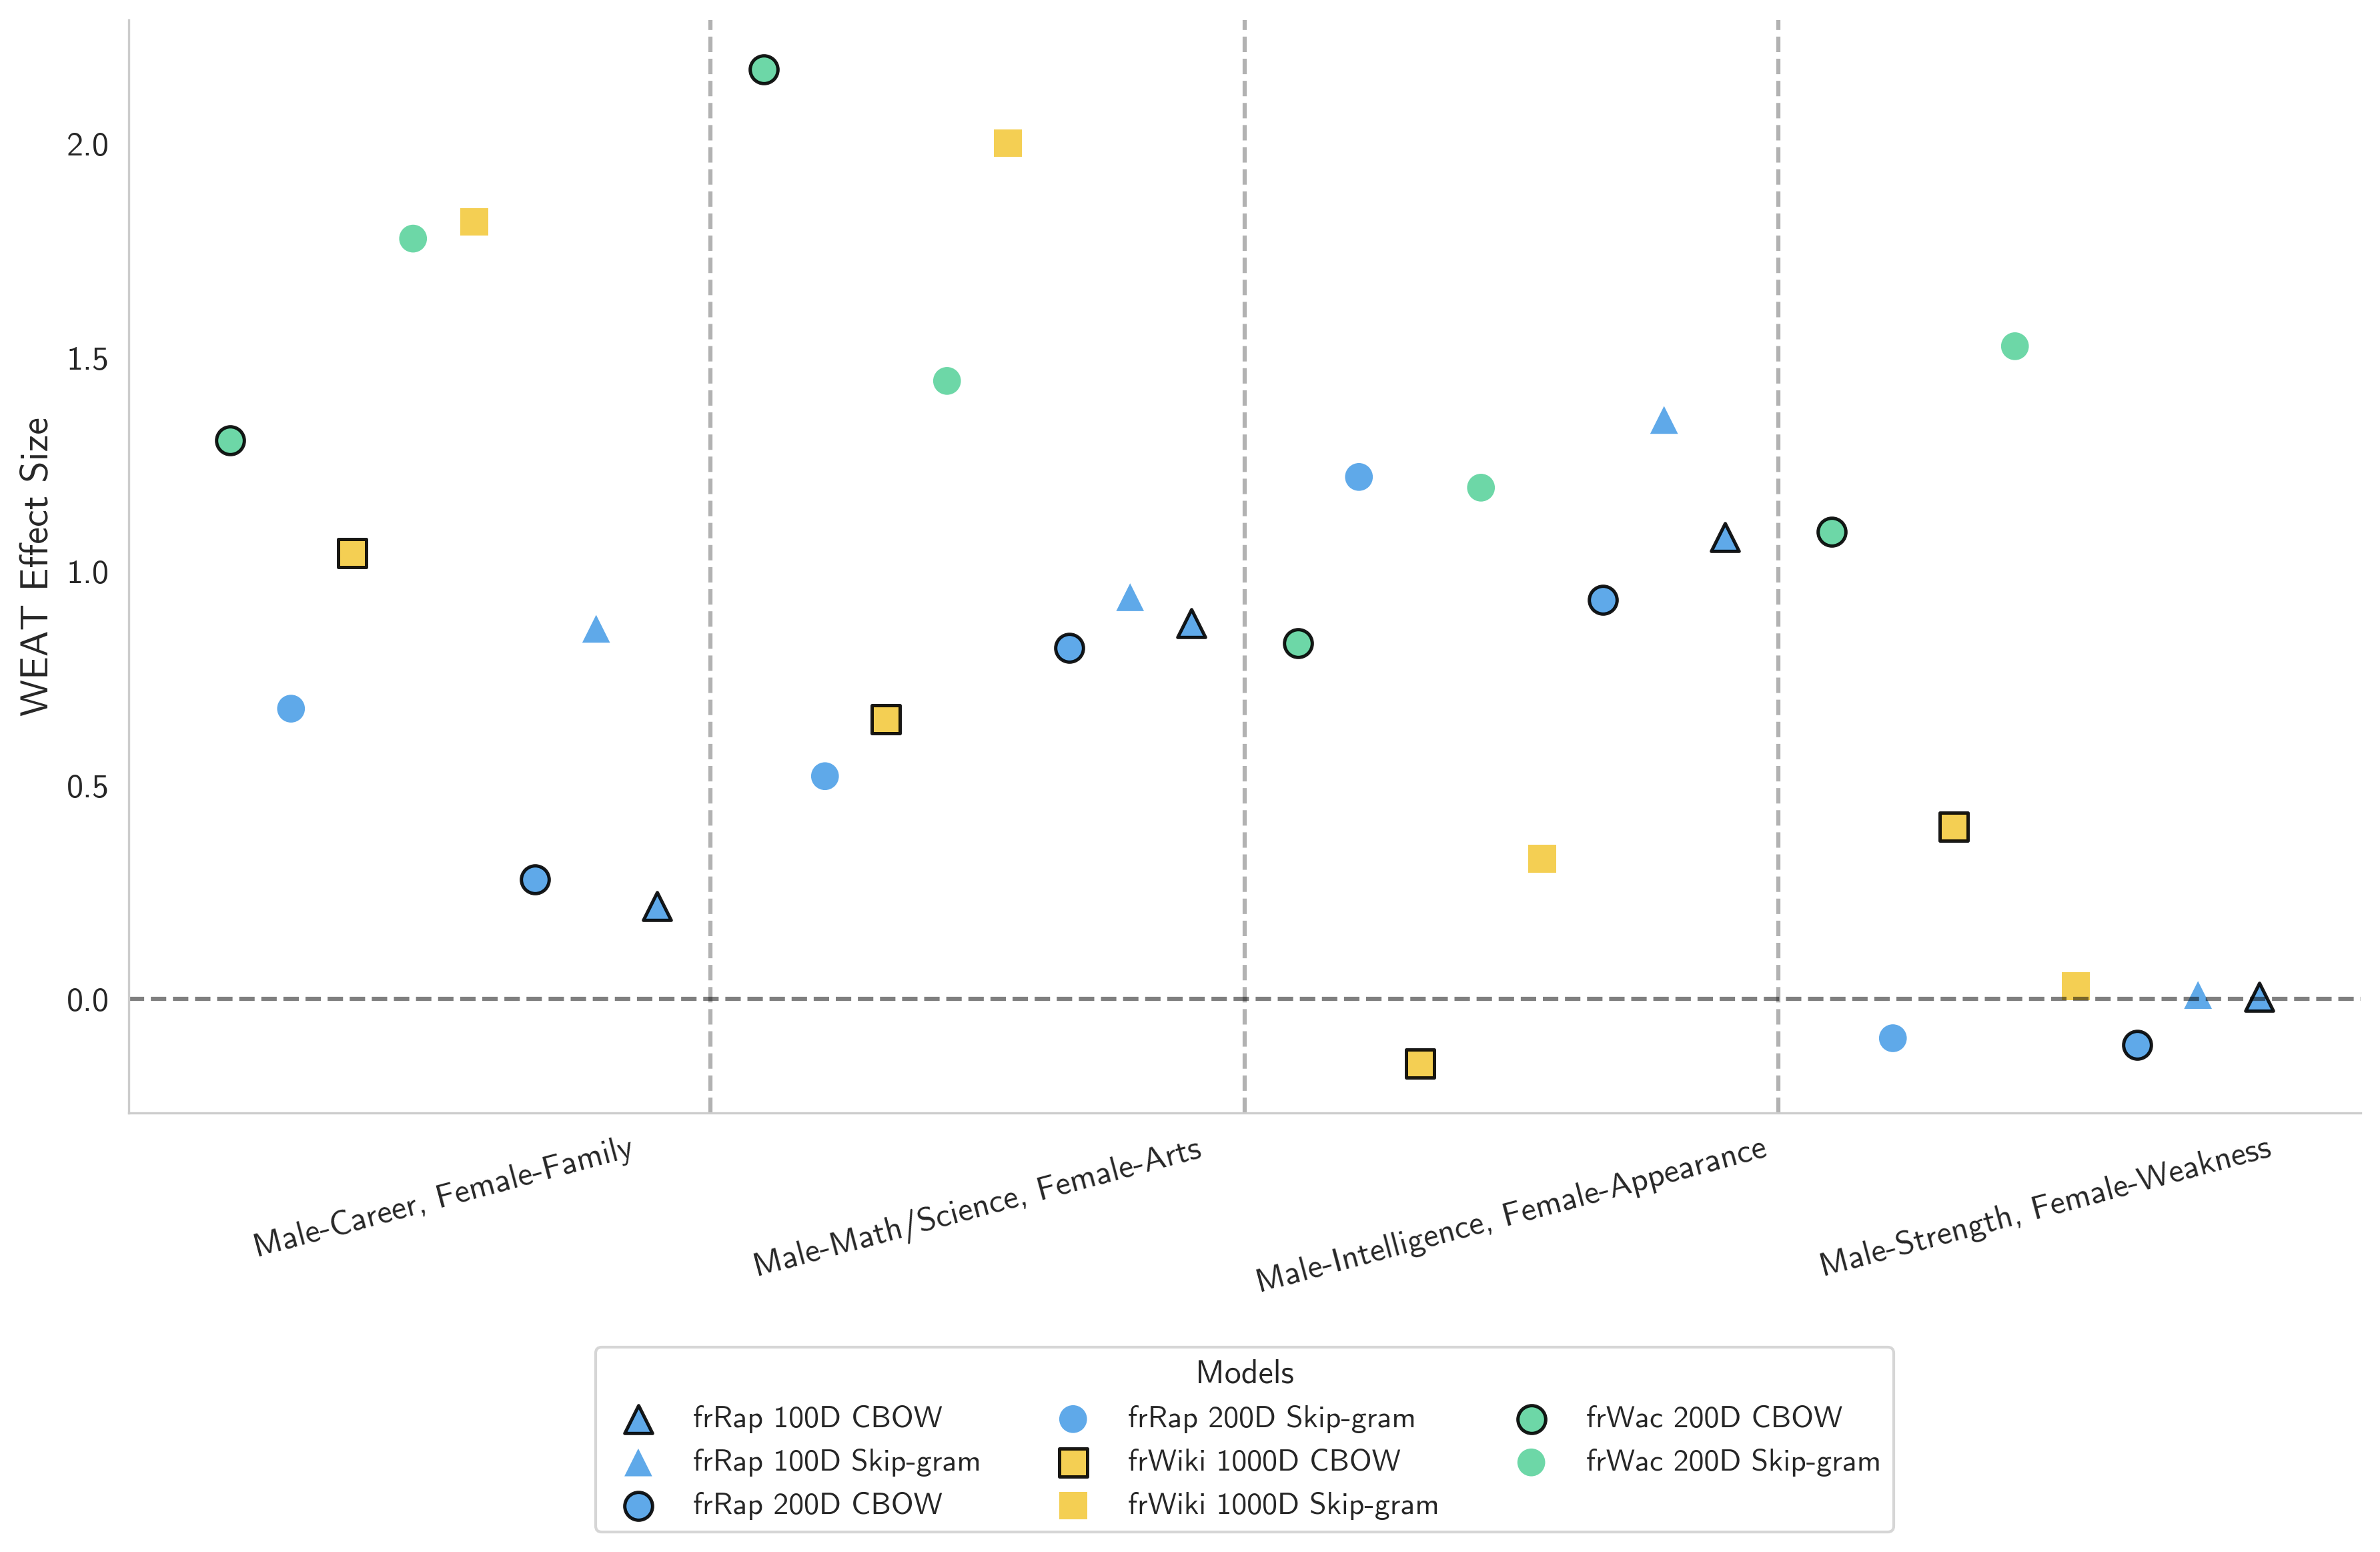 WEAT Effect Size
2.0
1.5
1.0
0.5
0.0
Male-Career, Female-Family
Male-Math/Science, Female-Arts
Male-Intelligence, Female-Appearance
Male-Strength, Female-Weakness
Models
frRap 100D CBOW
frRap 100D Skip-gram
frRap 200D CBOW
frRap 200D Skip-gram
frWiki 1000D CBOW
frWiki 1000D Skip-gram
frWac 200D CBOW
frWac 200D Skip-gram